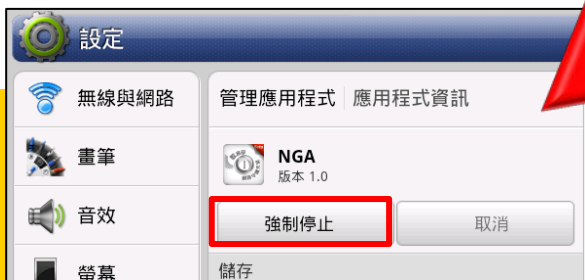 設定
無線與網路
畫筆
音效
螢幕
管理應用程式 應用程式資訊
NGA
版本 1.0
強制停止 取消
儲存